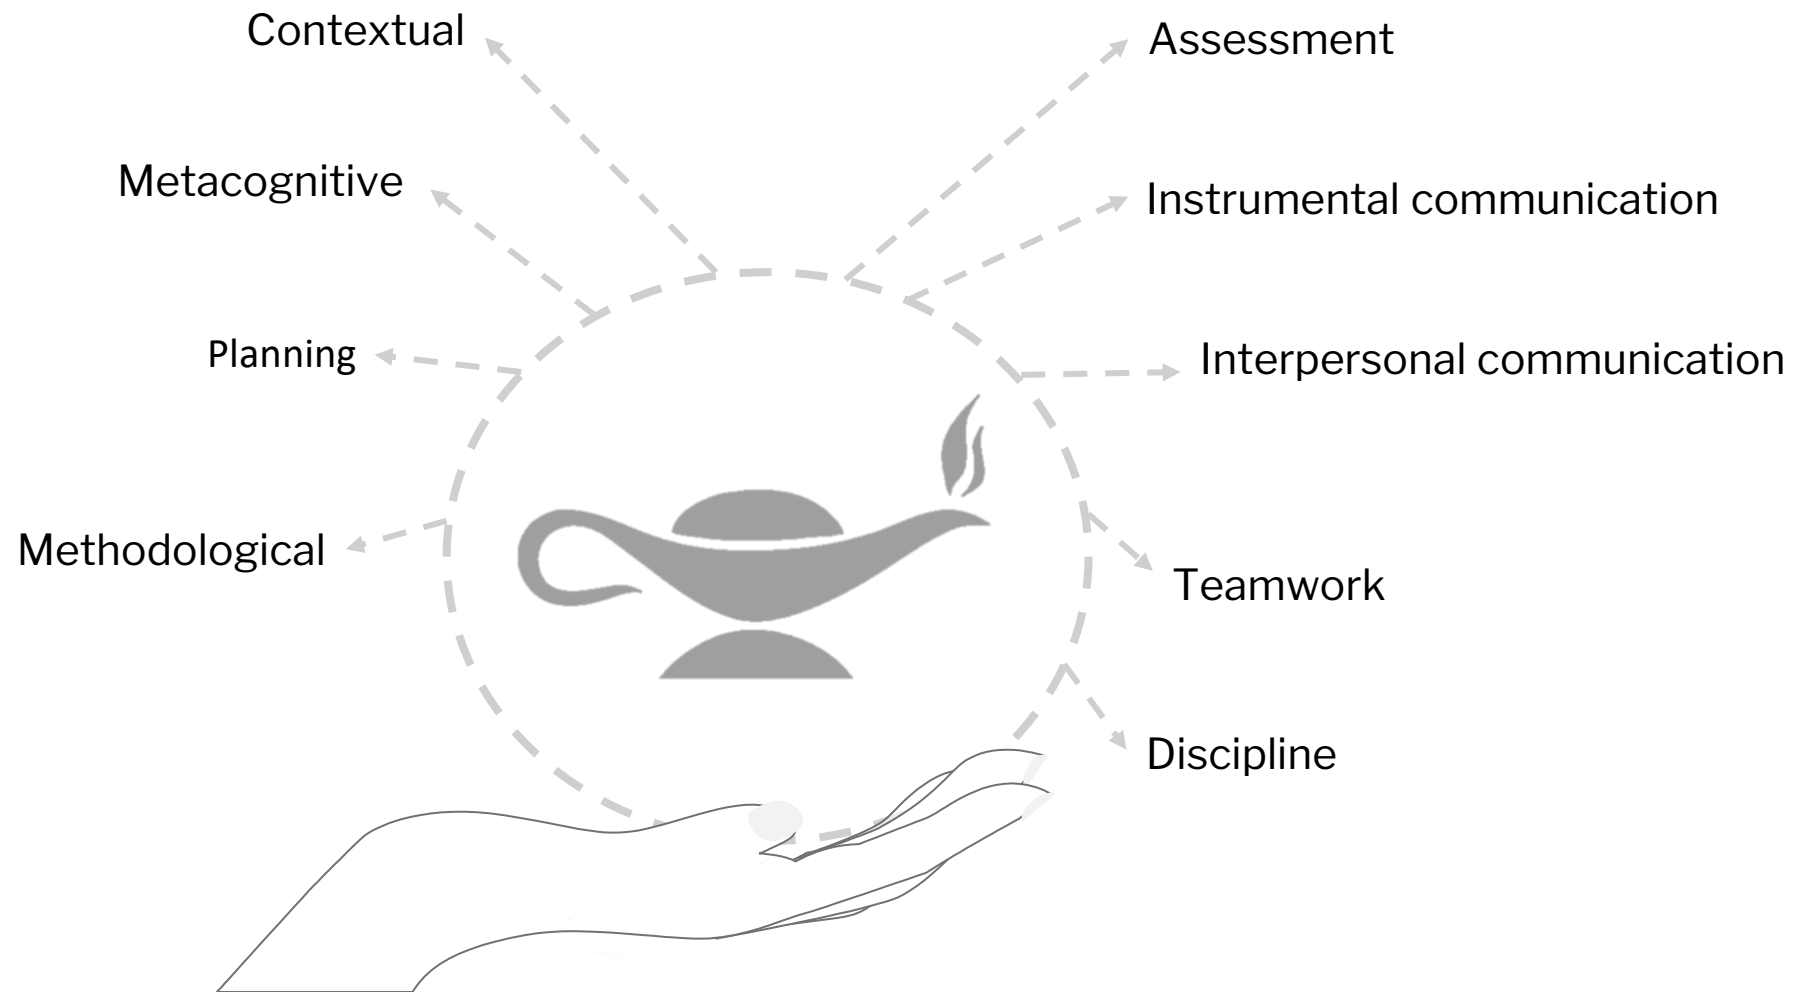 Contextual
Metacognitive
Planning
Methodological
Assessment
Instrumental communication
Interpersonal communication
Teamwork
Discipline